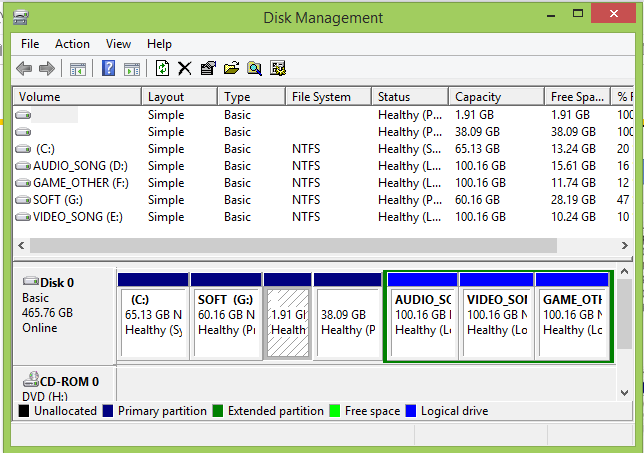 Disk Management
File Action View Help
Volume Layout Type File System Status Capacity Free Spa... % F
Simple Basic Healthy (P... 1.91 GB 1.91 GB 100
Simple Basic Healthy (P... 38.09 GB 38.09 GB 100
(C:) Simple Basic NTFS Healthy (S... 65.13 GB 13.24 GB 20
AUDIO_SONG (D:) Simple Basic NTFS Healthy (L... 100.16 GB 15.61 GB 16
GAME_OTHER (F:) Simple Basic NTFS Healthy (L... 100.16 GB 11.74 GB 12
SOFT (G:) Simple Basic NTFS Healthy (P... 60.16 GB 28.19 GB 47
VIDEO_SONG (E:) Simple Basic NTFS Healthy (L... 100.16 GB 10.24 GB 10
Disk 0
Basic
465.76 GB
Online
(C:)
65.13 GB N
Healthy (Sy
SOFT (G:)
60.16 GB N
Healthy (Pi
1.91 GI
Health
38.09 GB
Healthy (P
AUDIO_SC
100.16 GB
Healthy (Lo
VIDEO_SOI
100.16 GB N
Healthy (Lo
GAME_OTH
100.16 GB N
Healthy (Lo
CD-ROM 0
DVD (H:)
Unallocated Primary partition Extended partition Free space Logical drive